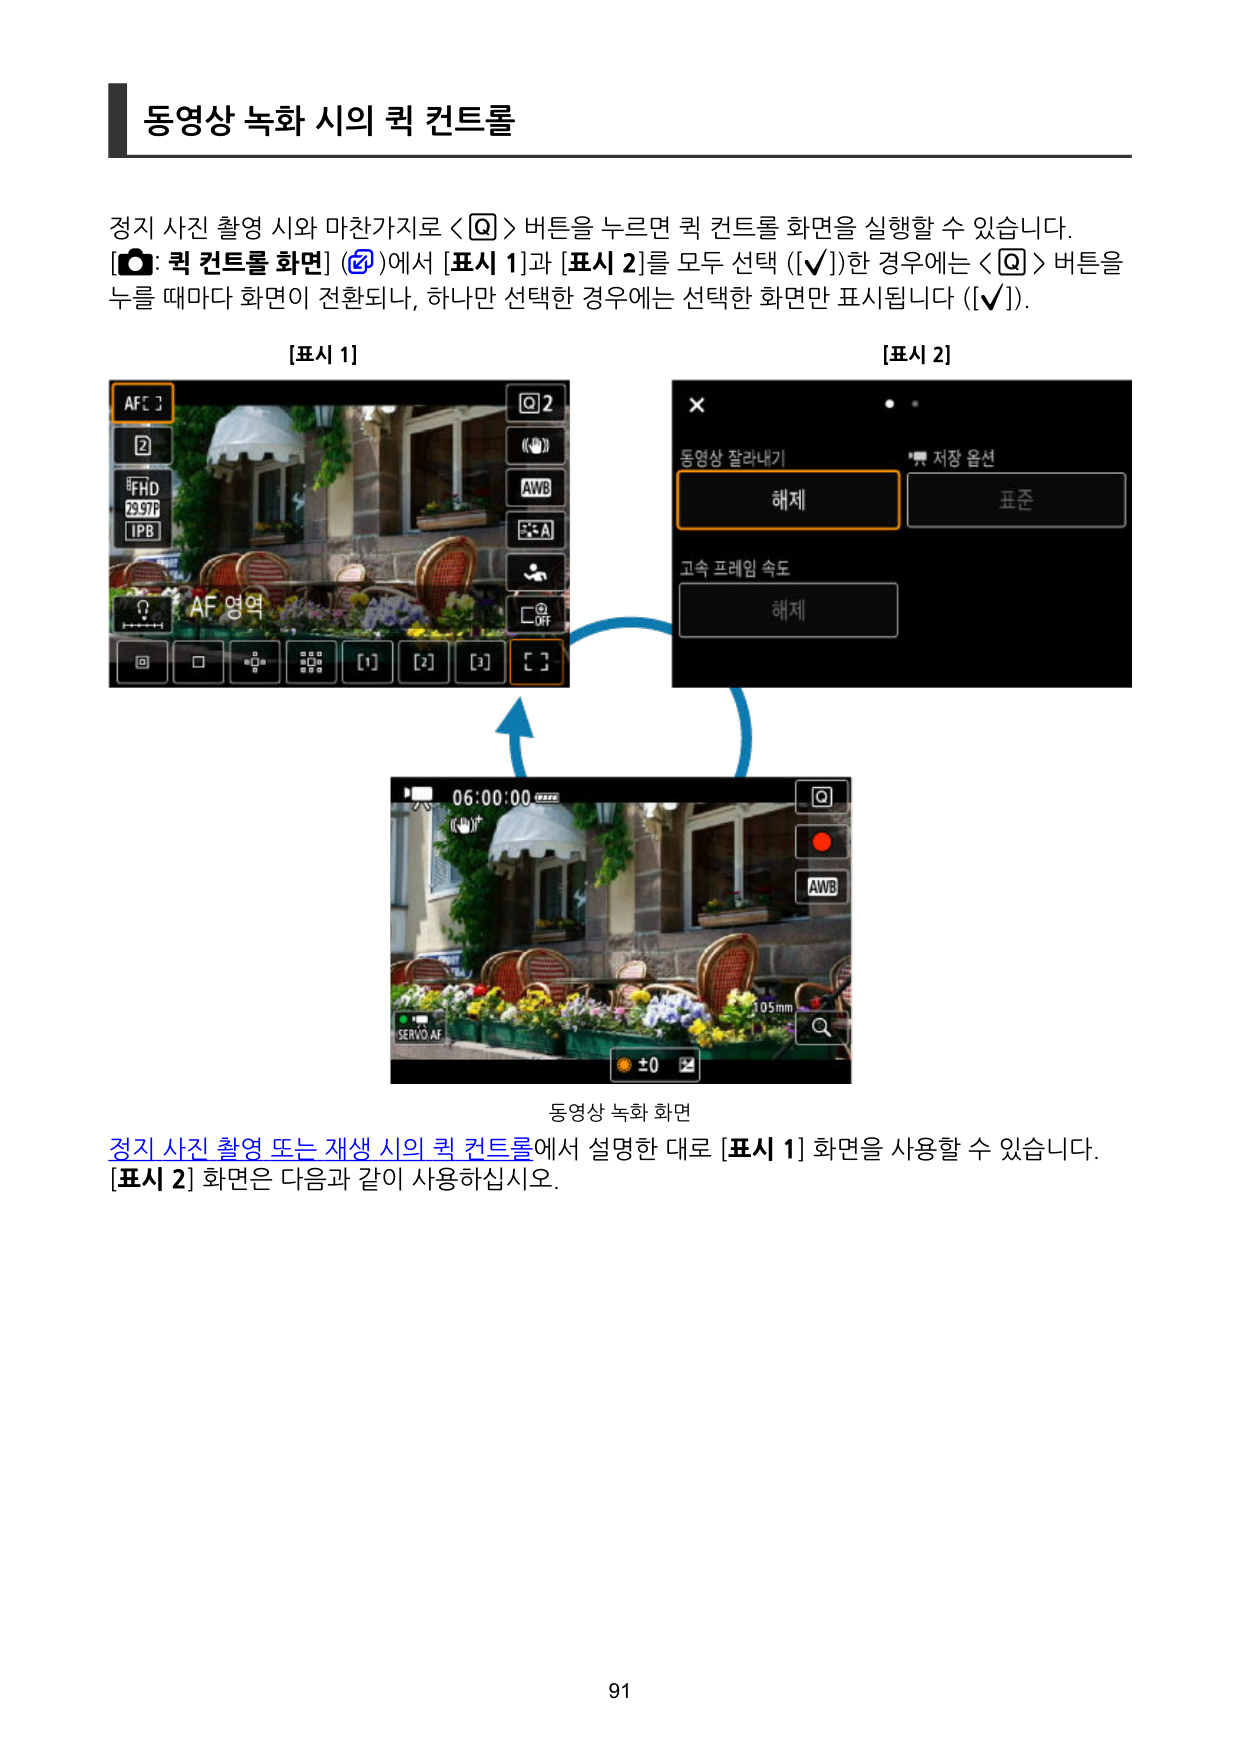 동영상 녹화 시의 퀵 컨트롤
정지 사진 촬영 시와 마찬가지로 <Q> 버튼을 누르면 퀵 컨트롤 화면을 실행할 수 있습니다.
[: 퀵 컨트롤 화면] ()에서 [표시 1]과 [표시 2]를 모두 선택 ([✓])한 경우에는 <Q> 버튼을
누를 때마다 화면이 전환되나, 하나만 선택한 경우에는 선택한 화면만 표시됩니다 ([✓]).
[표시 1]
[표시 2]
AF
Q 2
2
FHD
29.97P
IPB
AWB
A
OFF
AF 영역
[1]
[2]
[3]
동영상 잘라내기
저장 옵션
해제
표준
고속 프레임 속도
해제
06:00:00
Q
AWB
105mm
SERVO AF
±0
동영상 녹화 화면
정지 사진 촬영 또는 재생 시의 퀵 컨트롤에서 설명한 대로 [표시 1] 화면을 사용할 수 있습니다.
[표시 2] 화면은 다음과 같이 사용하십시오.
91